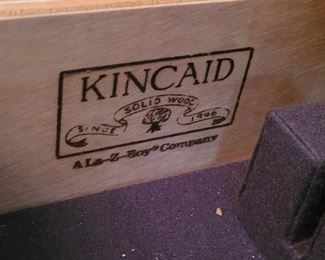 KINCAID
SOLID WOOD
SINCE 1946
A La-Z-Boy® Company